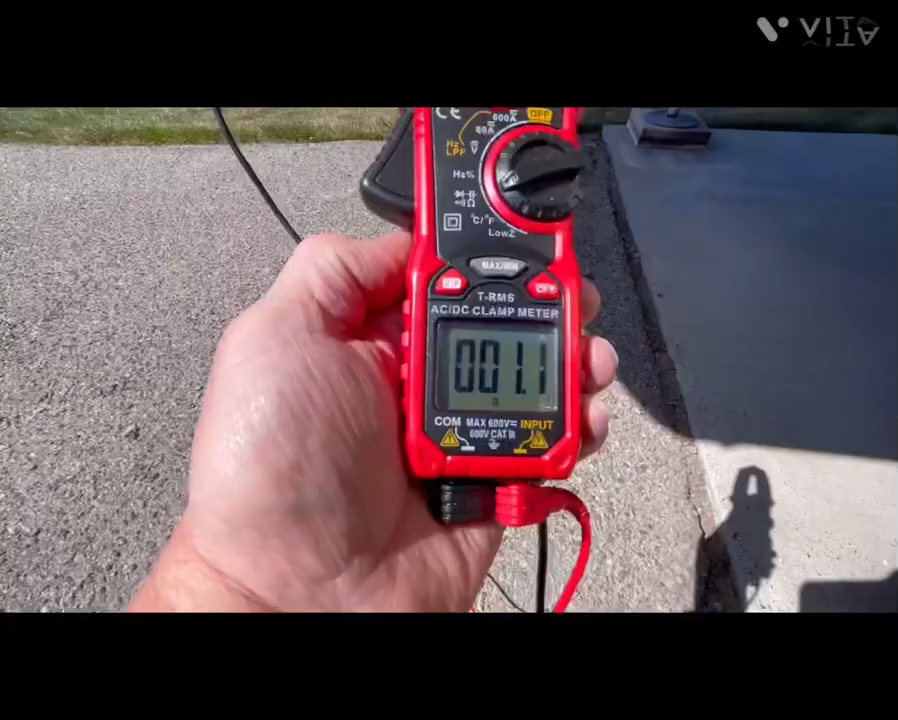 VITA
CE
600A
60A
OFF
Hz
LPF
Hz%
Ω
°C/°F
LowZ
MAX/MIN
T-RMS
AC/DC CLAMP METER
001.1
COM MAX 600V INPUT
600V CAT III